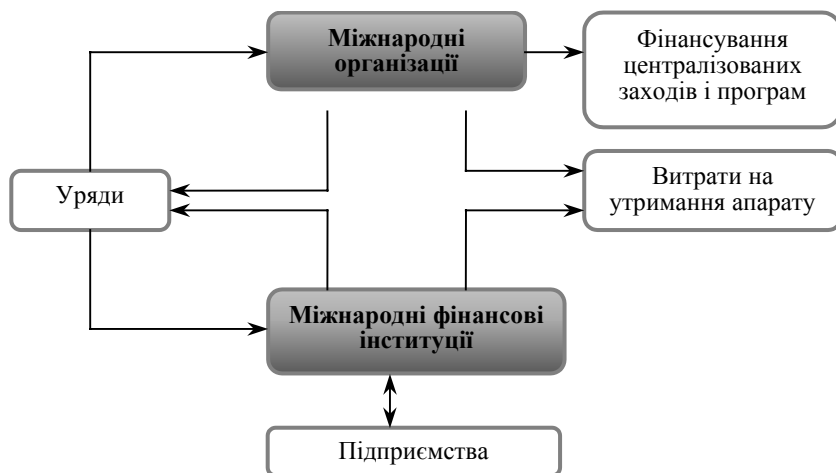 Міжнародні
організації
Фінансування
централізованих
заходів і програм
Уряди
Витрати на
утримання апарату
Міжнародні фінансові
інституції
Підприємства